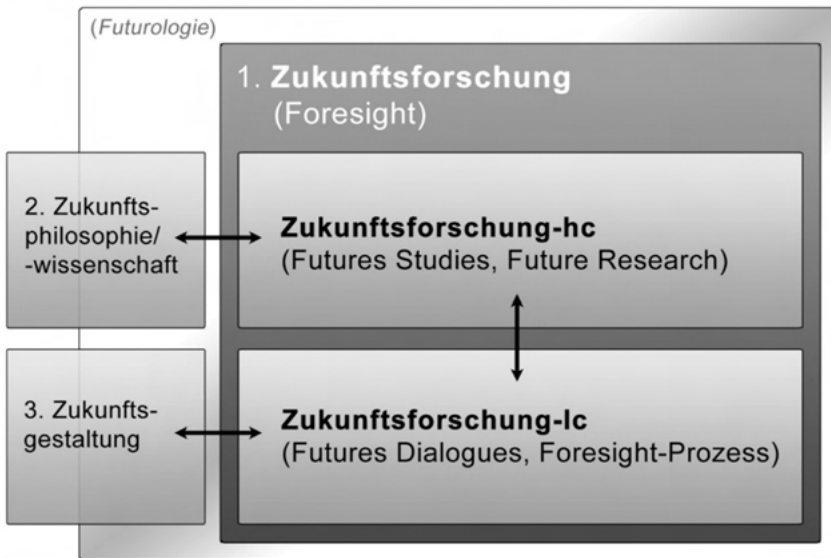 (Futurologie)
1. Zukunftsforschung
(Foresight)
2. Zukunfts-
philosophie/
-wissenschaft
Zukunftsforschung-hc
(Futures Studies, Future Research)
3. Zukunfts-
gestaltung
Zukunftsforschung-lc
(Futures Dialogues, Foresight-Prozess)